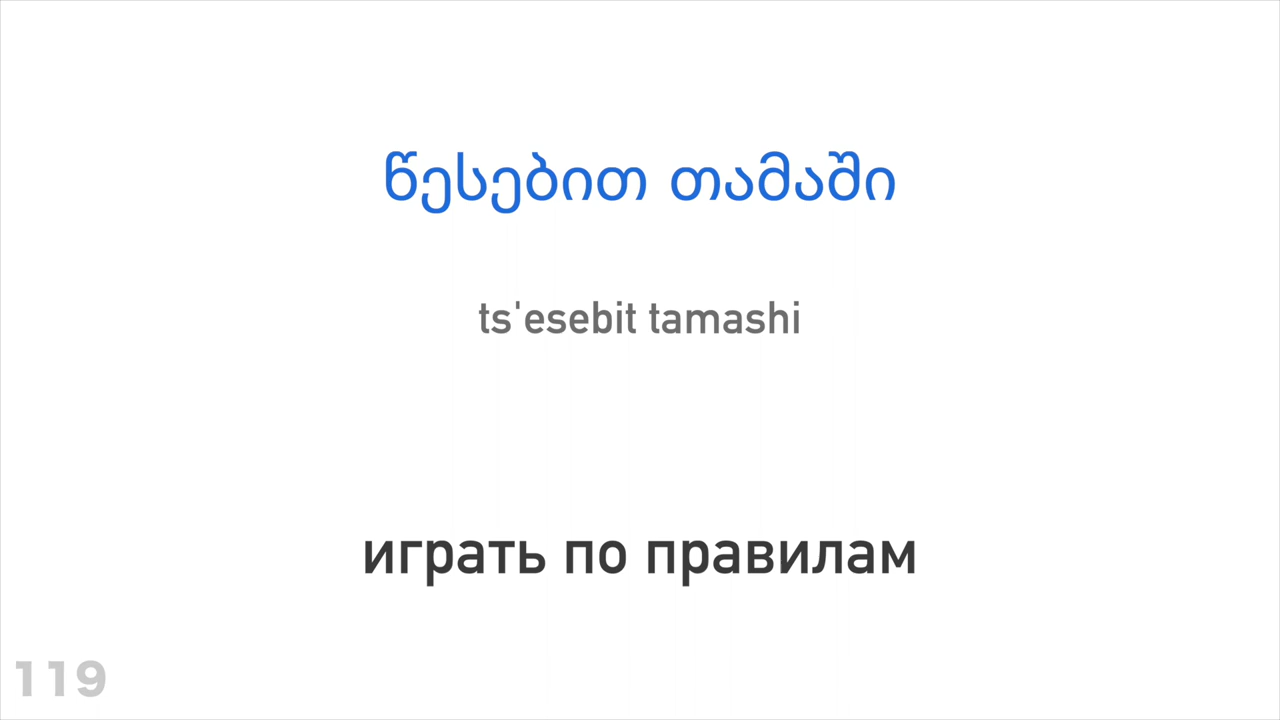 წესებით თამაში
ts'esebit tamashi
играть по правилам
119